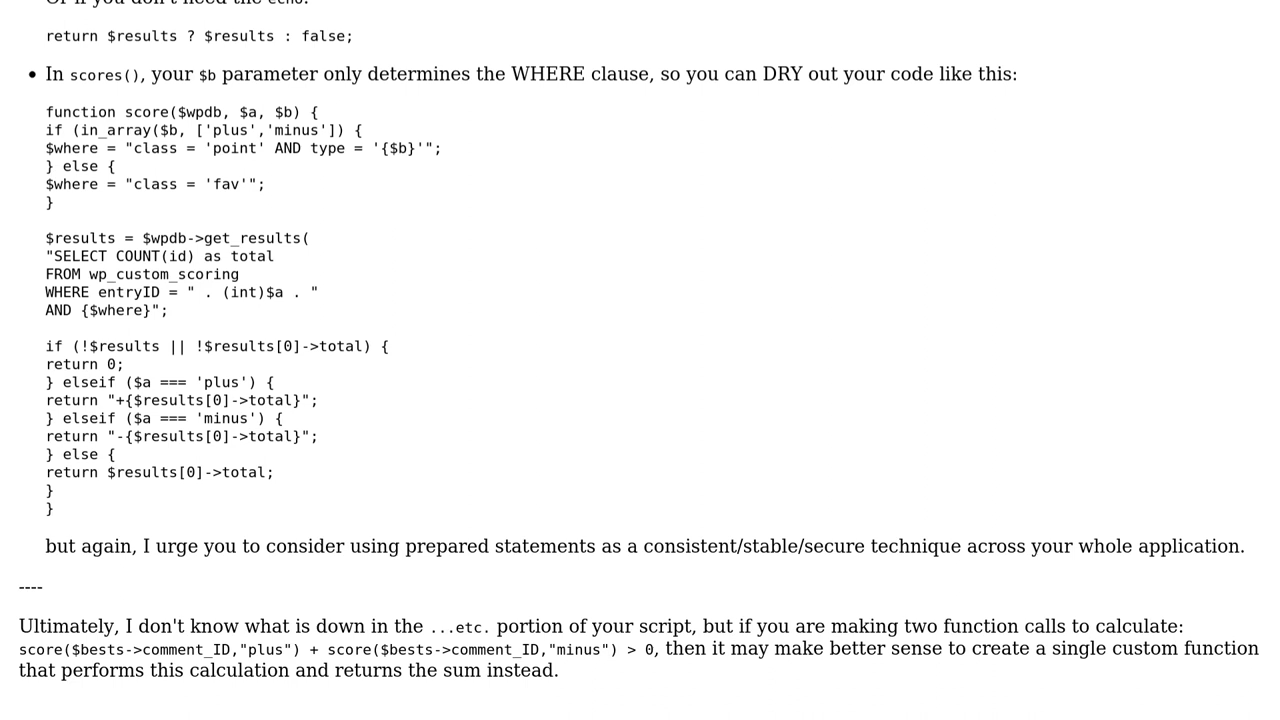 Or if you don't need the echo:
return $results ? $results : false;
• In scores(), your $b parameter only determines the WHERE clause, so you can DRY out your code like this:
function score($wpdb, $a, $b) {
if (in_array($b, ['plus','minus']) {
$where = "class = 'point' AND type = '{$b}'";
} else {
$where = "class = 'fav'";
}
$results = $wpdb->get_results(
"SELECT COUNT(id) as total
FROM wp_custom_scoring
WHERE entryID = " . (int)$a . "
AND {$where}";
if (!$results || !$results[0]->total) {
return 0;
} elseif ($a === 'plus') {
return "+{$results[0]->total}";
} elseif ($a === 'minus') {
return "-{$results[0]->total}";
} else {
return $results[0]->total;
}
}
but again, I urge you to consider using prepared statements as a consistent/stable/secure technique across your whole application.
----
Ultimately, I don't know what is down in the ...etc. portion of your script, but if you are making two function calls to calculate:
score($bests->comment_ID,"plus") + score($bests->comment_ID,"minus") > 0, then it may make better sense to create a single custom function
that performs this calculation and returns the sum instead.